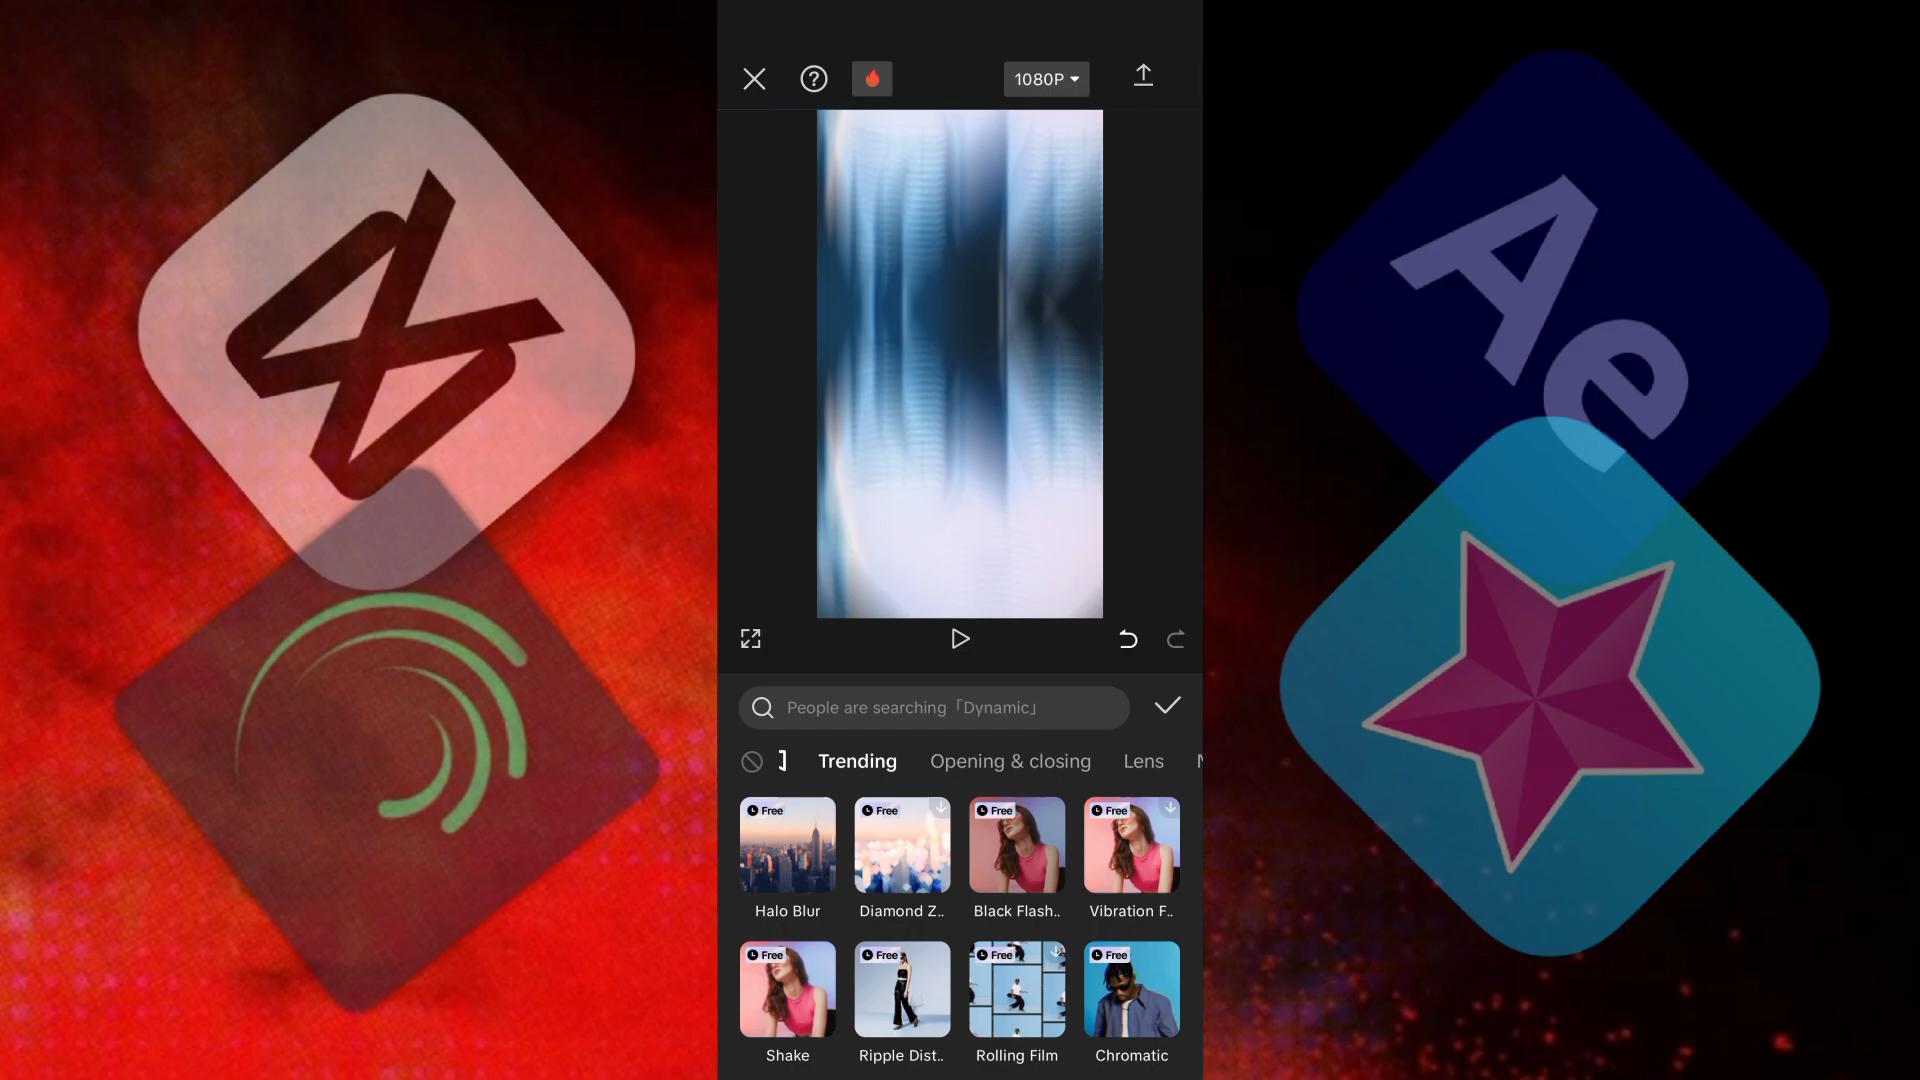 1080P
People are searching「Dynamic」
Trending
Opening & closing
Lens
Free
Free
Free
Free
Halo Blur
Diamond Z..
Black Flash..
Vibration F..
Free
Free
Free
Free
Shake
Ripple Dist..
Rolling Film
Chromatic
Ae